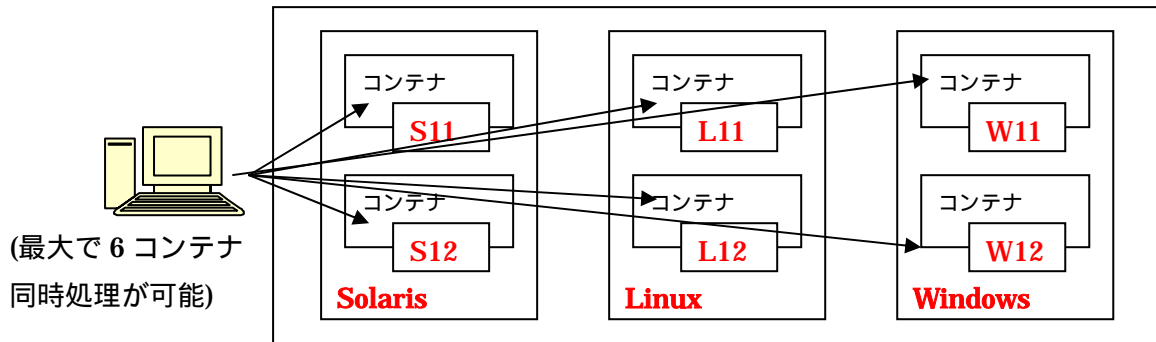 コンテナ
S11
コンテナ
L11
コンテナ
W11
コンテナ
S12
コンテナ
L12
コンテナ
W12
Solaris
Linux
Windows
(最大で 6 コンテナ
同時処理が可能)